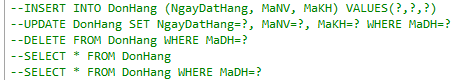 --INSERT INTO DonHang (NgayDatHang, MaNV, MaKH) VALUES(?,?,?)
--UPDATE DonHang SET NgayDatHang=?, MaNV=?, MaKH=? WHERE MaDH=?
--DELETE FROM DonHang WHERE MaDH=?
--SELECT * FROM DonHang
--SELECT * FROM DonHang WHERE MaDH=?